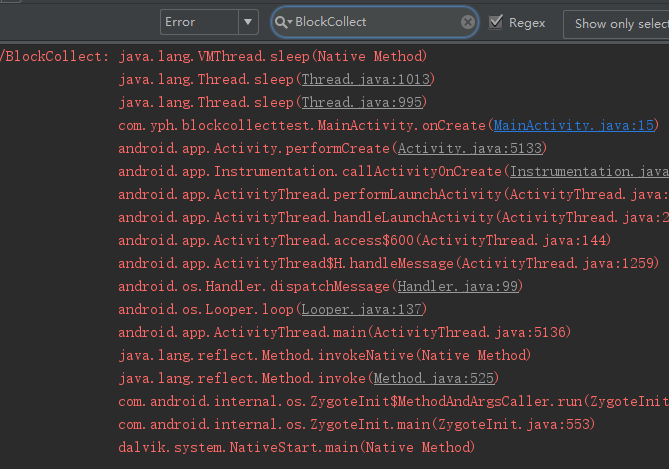 Error BlockCollect Regex Show only selec
/BlockCollect: java.lang.VMThread.sleep(Native Method)
java.lang.Thread.sleep(Thread.java:1013)
java.lang.Thread.sleep(Thread.java:995)
com.yph.blockcollecttest.MainActivity.onCreate(MainActivity.java:15)
android.app.Activity.performCreate(Activity.java:5133)
android.app.Instrumentation.callActivityOnCreate(Instrumentation.java
android.app.ActivityThread.performLaunchActivity(ActivityThread.java:
android.app.ActivityThread.handleLaunchActivity(ActivityThread.java:2
android.app.ActivityThread.access$600(ActivityThread.java:144)
android.app.ActivityThread$H.handleMessage(ActivityThread.java:1259)
android.os.Handler.dispatchMessage(Handler.java:99)
android.os.Looper.loop(Looper.java:137)
android.app.ActivityThread.main(ActivityThread.java:5136)
java.lang.reflect.Method.invokeNative(Native Method)
java.lang.reflect.Method.invoke(Method.java:525)
com.android.internal.os.ZygoteInit$MethodAndArgsCaller.run(ZygoteInit
com.android.internal.os.ZygoteInit.main(ZygoteInit.java:553)
dalvik.system.NativeStart.main(Native Method)